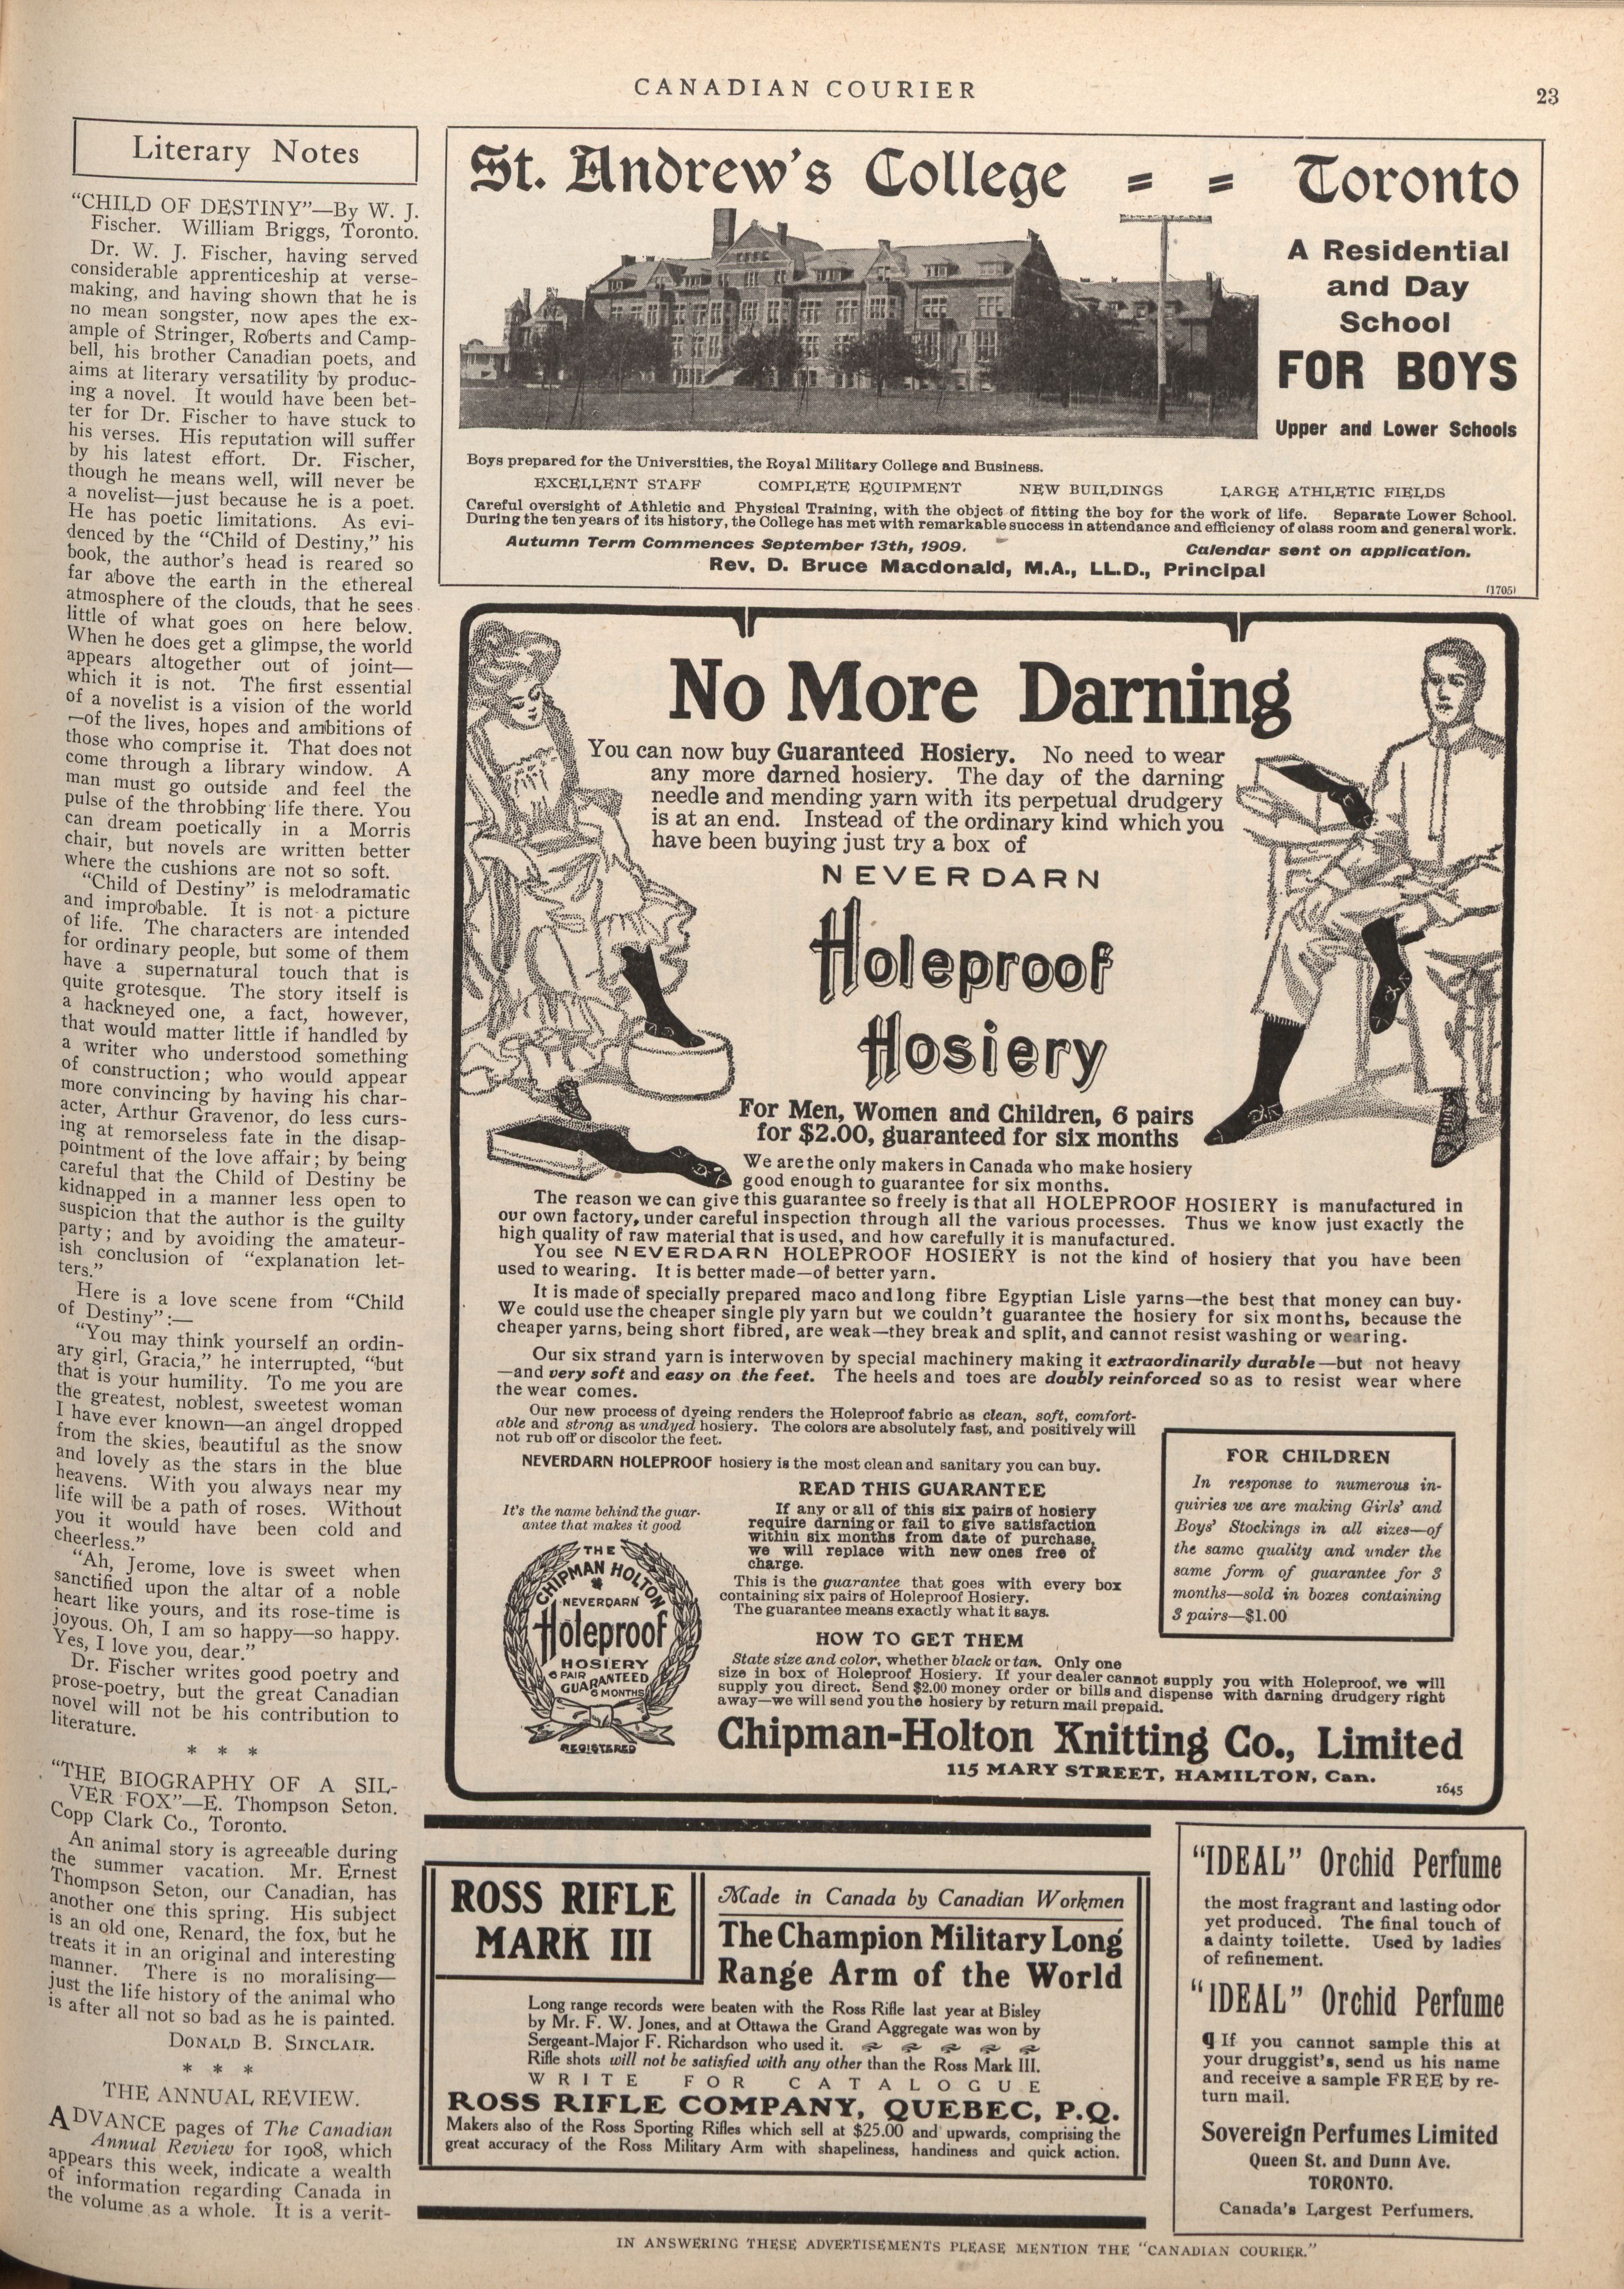 CANADIAN COURIER
23
Literary Notes
"CHILD OF DESTINY"—By W. J.
Fischer. William Briggs, Toronto.
Dr. W. J. Fischer, having served
considerable apprenticeship at verse-
making, and having shown that he is
no mean songster, now apes the ex-
ample of Stringer, Roberts and Camp-
bell, his brother Canadian poets, and
aims at literary versatility by produc-
ing a novel. It would have been bet-
ter for Dr. Fischer to have stuck to
his verses. His reputation will suffer
by his latest effort. Dr. Fischer,
though he means well, will never be
a novelist—just because he is a poet.
He has poetic limitations. As evi-
denced by the "Child of Destiny," his
book, the author's head is reared so
far above the earth in the ethereal
atmosphere of the clouds, that he sees
little of what goes on here below.
When he does get a glimpse, the world
appears altogether out of joint—
which it is not. The first essential
of a novelist is a vision of the world
—of the lives, hopes and ambitions of
those who comprise it. That does not
come through a library window. A
man must go outside and feel the
pulse of the throbbing life there. You
can dream poetically in a Morris
chair, but novels are written better
where the cushions are not so soft.
"Child of Destiny" is melodramatic
and improbable. It is not a picture
of life. The characters are intended
for ordinary people, but some of them
have a supernatural touch that is
quite grotesque. The story itself is
a hackneyed one, a fact, however,
that would matter little if handled by
a writer who understood something
of construction; who would appear
more convincing by having his char-
acter, Arthur Gravenor, do less curs-
ing at remorseless fate in the disap-
pointment of the love affair; by being
careful that the Child of Destiny be
kidnapped in a manner less open to
suspicion that the author is the guilty
party; and by avoiding the amateur-
ish conclusion of "explanation let-
ters."
Here is a love scene from "Child
of Destiny":—
"You may think yourself an ordin-
ary girl, Gracia," he interrupted, "but
that is your humility. To me you are
the greatest, noblest, sweetest woman
I have ever known—an angel dropped
from the skies, beautiful as the snow
and lovely as the stars in the blue
heavens. With you always near my
life will be a path of roses. Without
you it would have been cold and
cheerless."
"Ah, Jerome, love is sweet when
sanctified upon the altar of a noble
heart like yours, and its rose-time is
joyous. Oh, I am so happy—so happy.
Yes, I love you, dear."
Dr. Fischer writes good poetry and
prose-poetry, but the great Canadian
novel will not be his contribution to
literature.
* * *
"THE BIOGRAPHY OF A SIL-
VER FOX"—E. Thompson Seton.
Copp Clark Co., Toronto.
An animal story is agreeable during
the summer vacation. Mr. Ernest
Thompson Seton, our Canadian, has
another one this spring. His subject
is an old one, Renard, the fox, but he
treats it in an original and interesting
manner. There is no moralising—
just the life history of the animal who
is after all not so bad as he is painted.
DONALD B. SINCLAIR.
* * *
THE ANNUAL REVIEW.
ADVANCE pages of The Canadian
Annual Review for 1908, which
appears this week, indicate a wealth
of information regarding Canada in
the volume as a whole. It is a verit-
St. Andrew's College = = Toronto
A Residential
and Day
School
FOR BOYS
Upper and Lower Schools
Boys prepared for the Universities, the Royal Military College and Business.
EXCELLENT STAFF COMPLETE EQUIPMENT NEW BUILDINGS LARGE ATHLETIC FIELDS
Careful oversight of Athletic and Physical Training, with the object of fitting the boy for the work of life. Separate Lower School.
During the ten years of its history, the College has met with remarkable success in attendance and efficiency of class room and general work.
Autumn Term Commences September 13th, 1909. Calendar sent on application.
Rev. D. Bruce Macdonald, M.A., LL.D., Principal
(1705)
No More Darning
You can now buy Guaranteed Hosiery. No need to wear
any more darned hosiery. The day of the darning
needle and mending yarn with its perpetual drudgery
is at an end. Instead of the ordinary kind which you
have been buying just try a box of
NEVERDARN
Holeproof
Hosiery
For Men, Women and Children, 6 pairs
for $2.00, guaranteed for six months
We are the only makers in Canada who make hosiery
good enough to guarantee for six months.
The reason we can give this guarantee so freely is that all HOLEPROOF HOSIERY is manufactured in
our own factory, under careful inspection through all the various processes. Thus we know just exactly the
high quality of raw material that is used, and how carefully it is manufactured.
You see NEVERDARN HOLEPROOF HOSIERY is not the kind of hosiery that you have been
used to wearing. It is better made—of better yarn.
It is made of specially prepared maco and long fibre Egyptian Lisle yarns—the best that money can buy.
We could use the cheaper single ply yarn but we couldn't guarantee the hosiery for six months, because the
cheaper yarns, being short fibred, are weak—they break and split, and cannot resist washing or wearing.
Our six strand yarn is interwoven by special machinery making it extraordinarily durable—but not heavy
—and very soft and easy on the feet. The heels and toes are doubly reinforced so as to resist wear where
the wear comes.
Our new process of dyeing renders the Holeproof fabric as clean, soft, comfort-
able and strong as undyed hosiery. The colors are absolutely fast, and positively will
not rub off or discolor the feet.
NEVERDARN HOLEPROOF hosiery is the most clean and sanitary you can buy.
It's the name behind the guar-
antee that makes it good
THE
CHIPMAN HOLTON
NEVERDARN
Holeproof
HOSIERY
6 PAIR
GUARANTEED
6 MONTHS
REGISTERED
READ THIS GUARANTEE
If any or all of this six pairs of hosiery
require darning or fail to give satisfaction
within six months from date of purchase,
we will replace with new ones free of
charge.
This is the guarantee that goes with every box
containing six pairs of Holeproof Hosiery.
The guarantee means exactly what it says.
FOR CHILDREN
In response to numerous in-
quiries we are making Girls' and
Boys' Stockings in all sizes—of
the same quality and under the
same form of guarantee for 3
months—sold in boxes containing
3 pairs—$1.00
HOW TO GET THEM
State size and color, whether black or tan. Only one
size in box of Holeproof Hosiery. If your dealer cannot supply you with Holeproof, we will
supply you direct. Send $2.00 money order or bills and dispense with darning drudgery right
away—we will send you the hosiery by return mail prepaid.
Chipman-Holton Knitting Co., Limited
115 MARY STREET, HAMILTON, Can.
1645
ROSS RIFLE
MARK III
Made in Canada by Canadian Workmen
The Champion Military Long
Range Arm of the World
Long range records were beaten with the Ross Rifle last year at Bisley
by Mr. F. W. Jones, and at Ottawa the Grand Aggregate was won by
Sergeant-Major F. Richardson who used it.
Rifle shots will not be satisfied with any other than the Ross Mark III.
WRITE FOR CATALOGUE
ROSS RIFLE COMPANY, QUEBEC, P.Q.
Makers also of the Ross Sporting Rifles which sell at $25.00 and upwards, comprising the
great accuracy of the Ross Military Arm with shapeliness, handiness and quick action.
"IDEAL" Orchid Perfume
the most fragrant and lasting odor
yet produced. The final touch of
a dainty toilette. Used by ladies
of refinement.
"IDEAL" Orchid Perfume
¶ If you cannot sample this at
your druggist's, send us his name
and receive a sample FREE by re-
turn mail.
Sovereign Perfumes Limited
Queen St. and Dunn Ave.
TORONTO.
Canada's Largest Perfumers.
IN ANSWERING THESE ADVERTISEMENTS PLEASE MENTION THE "CANADIAN COURIER."